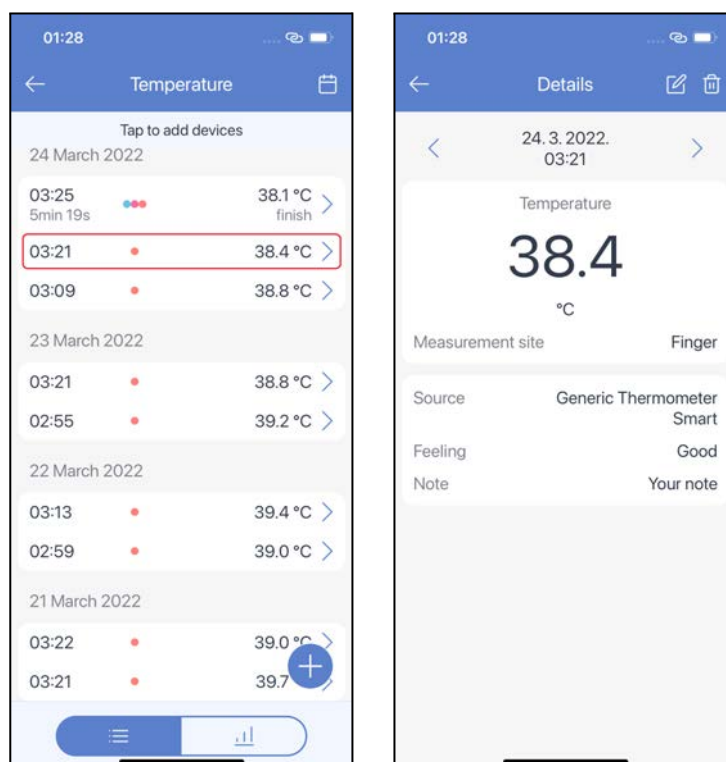 01:28
Temperature
Tap to add devices
24 March 2022
03:25 38.1 °C
5min 19s finish
03:21 38.4 °C
03:09 38.8 °C
23 March 2022
03:21 38.8 °C
02:55 39.2 °C
22 March 2022
03:13 39.4 °C
02:59 39.0 °C
21 March 2022
03:22 39.0 °C
03:21 39.7
01:28
Details
24. 3. 2022.
03:21
Temperature
38.4
°C
Measurement site Finger
Source Generic Thermometer
Smart
Feeling Good
Note Your note